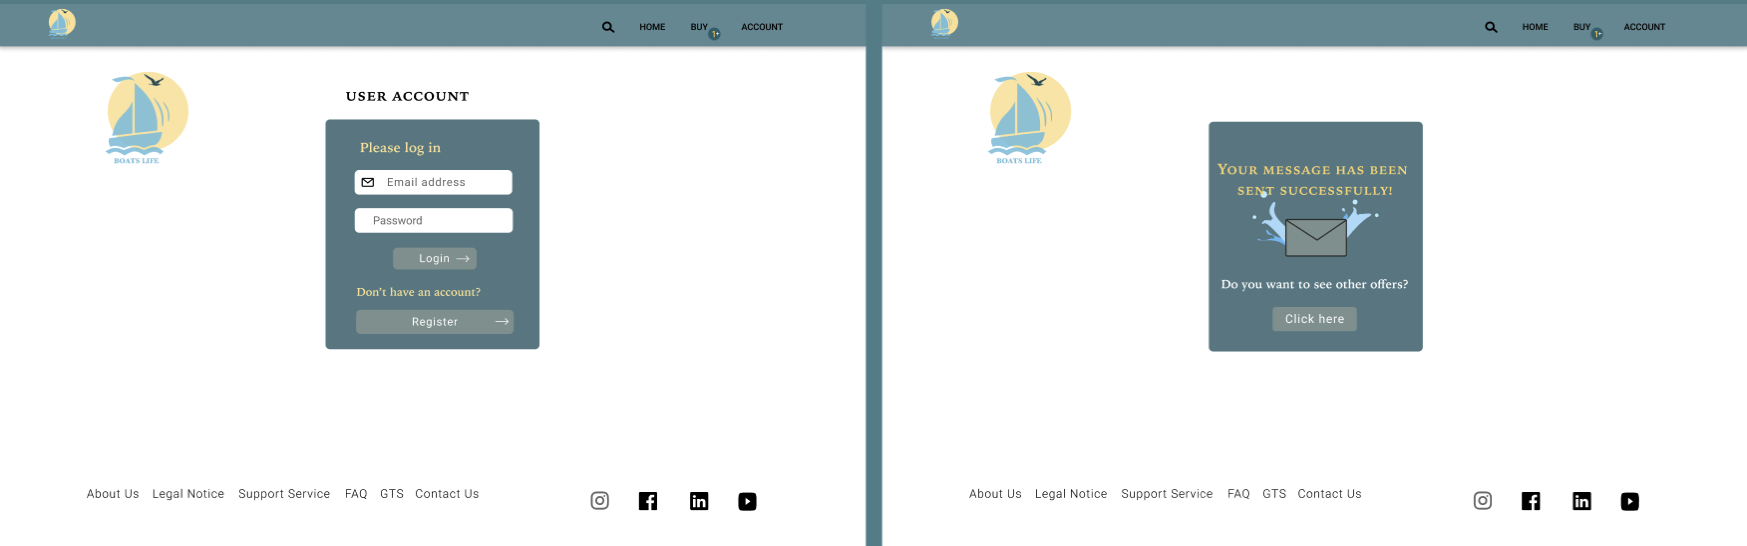 HOME BUY 1+ ACCOUNT
BOATS LIFE
USER ACCOUNT
Please log in
Email address
Password
Login
Don't have an account?
Register
About Us Legal Notice Support Service FAQ GTS Contact Us
HOME BUY 1+ ACCOUNT
BOATS LIFE
YOUR MESSAGE HAS BEEN
SENT SUCCESSFULLY!
Do you want to see other offers?
Click here
About Us Legal Notice Support Service FAQ GTS Contact Us